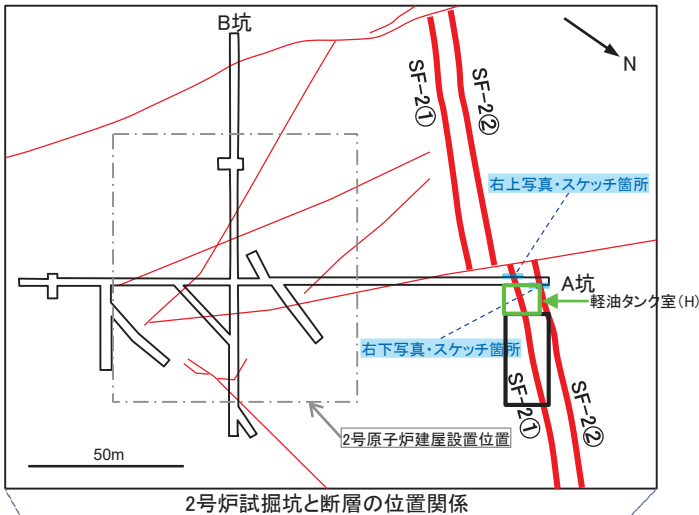 B坑
N
SF-2①
SF-2②
右上写真・スケッチ箇所
A坑
軽油タンク室(H)
右下写真・スケッチ箇所
SF-2①
SF-2②
2号原子炉建屋設置位置
50m
2号炉試掘坑と断層の位置関係